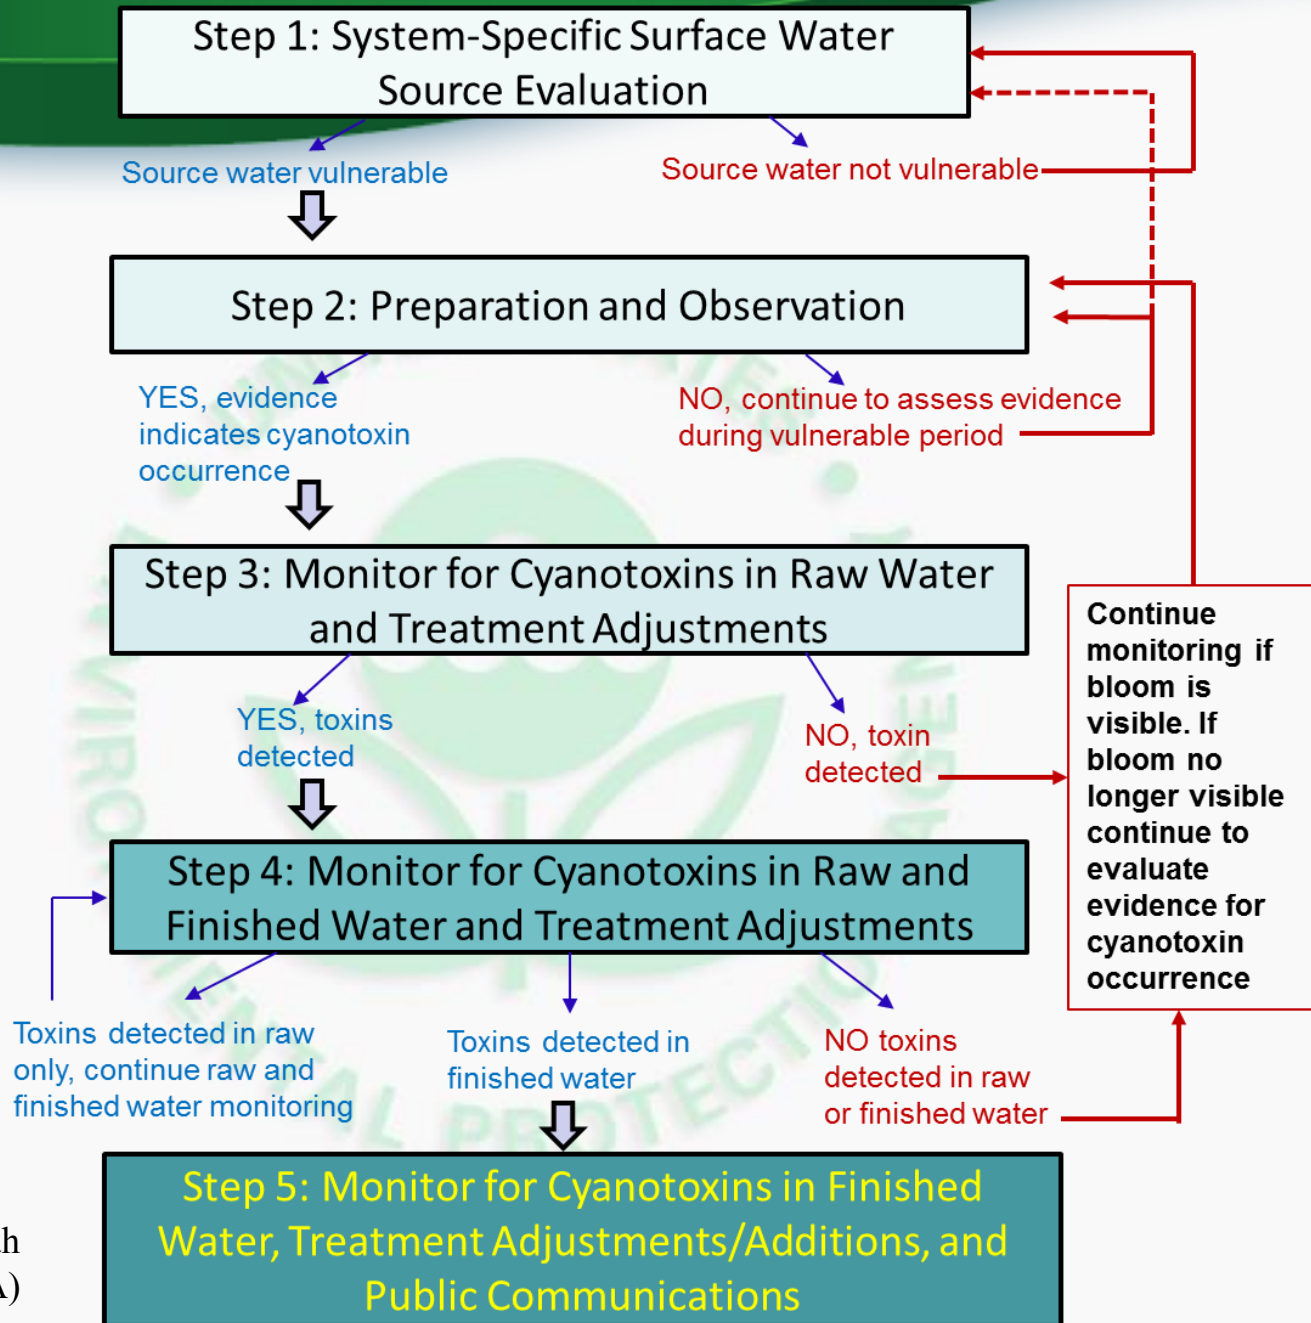 Step 1: System-Specific Surface Water
Source Evaluation
Source water vulnerable
Source water not vulnerable
Step 2: Preparation and Observation
YES, evidence
indicates cyanotoxin
occurrence
NO, continue to assess evidence
during vulnerable period
Step 3: Monitor for Cyanotoxins in Raw Water
and Treatment Adjustments
YES, toxins
detected
NO, toxin
detected
Continue
monitoring if
bloom is
visible. If
bloom no
longer visible
continue to
evaluate
evidence for
cyanotoxin
occurrence
Step 4: Monitor for Cyanotoxins in Raw and
Finished Water and Treatment Adjustments
Toxins detected in raw
only, continue raw and
finished water monitoring
Toxins detected in
finished water
NO toxins
detected in raw
or finished water
Step 5: Monitor for Cyanotoxins in Finished
Water, Treatment Adjustments/Additions, and
Public Communications